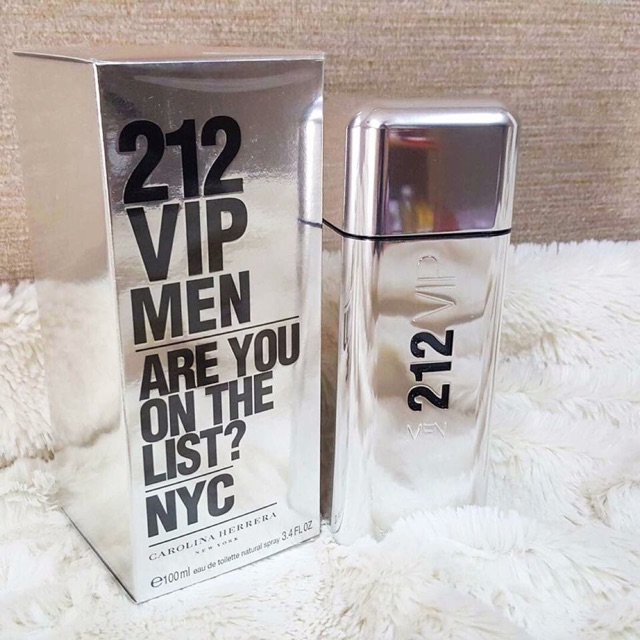 212
VIP
MEN
ARE YOU
ON THE
LIST?
NYC
CAROLINA HERRERA
NEW YORK
℮100ml eau de toilette natural spray 3.4 FL.OZ
212 VIP
MEN